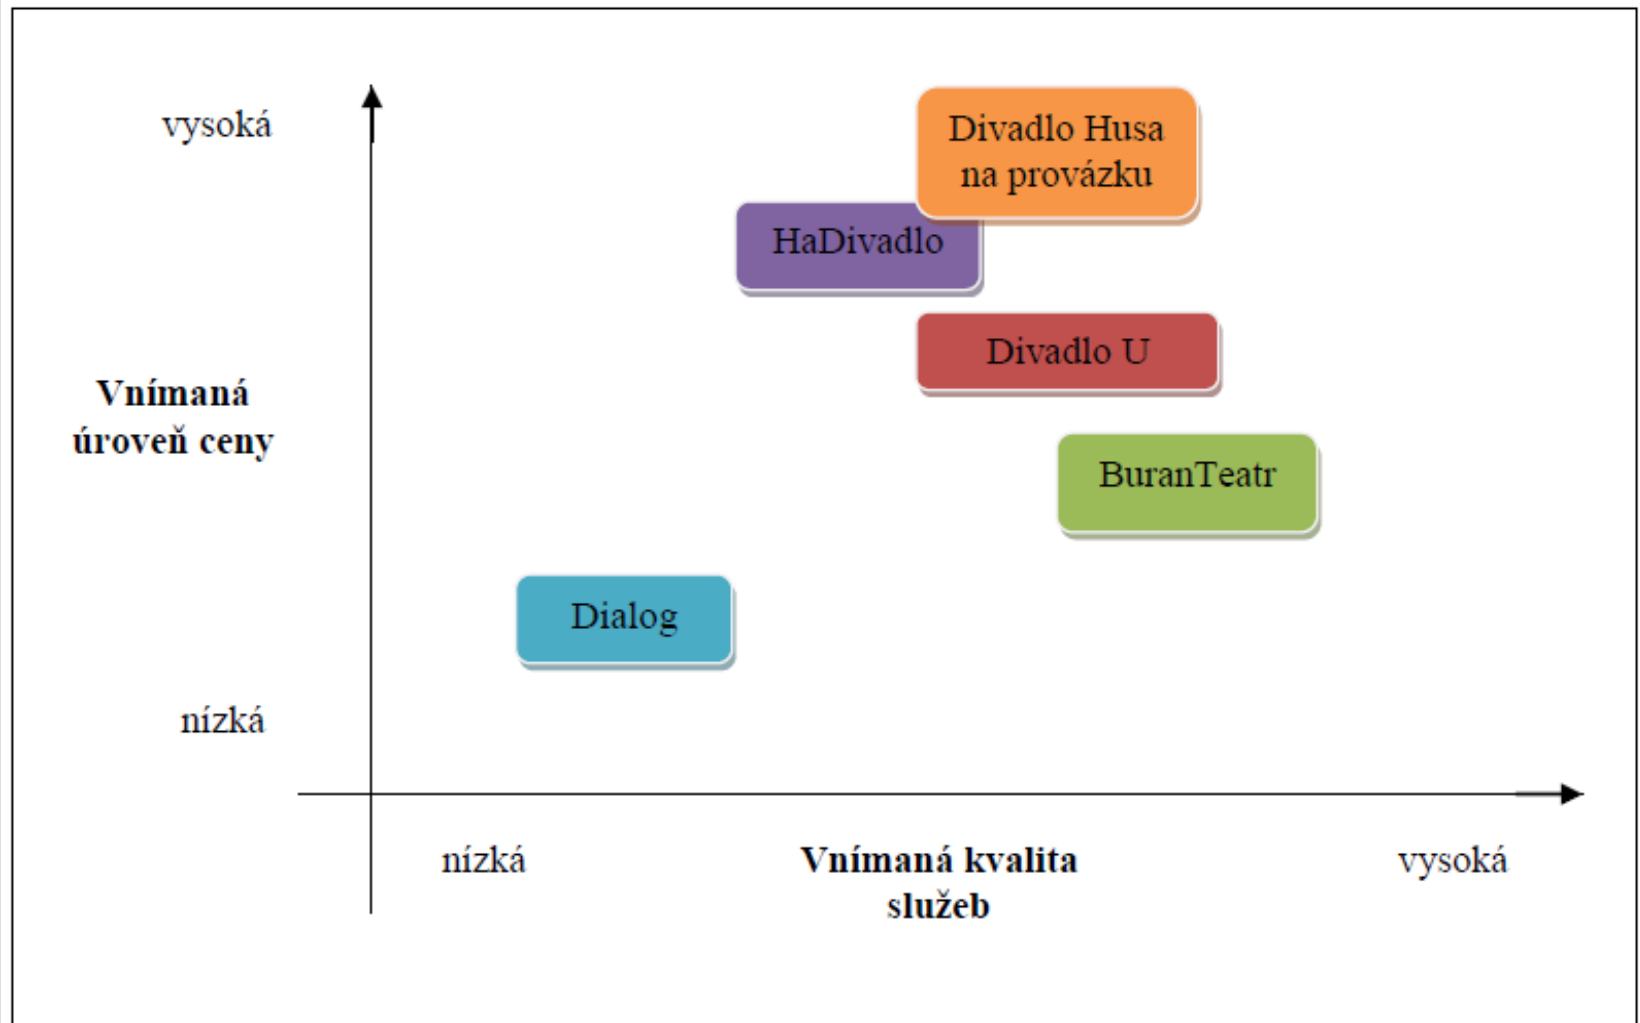 vysoká
Divadlo Husa
na provázku
HaDivadlo
Divadlo U
Vnímaná
úroveň ceny
BuranTeatr
Dialog
nízká
nízká
Vnímaná kvalita
služeb
vysoká